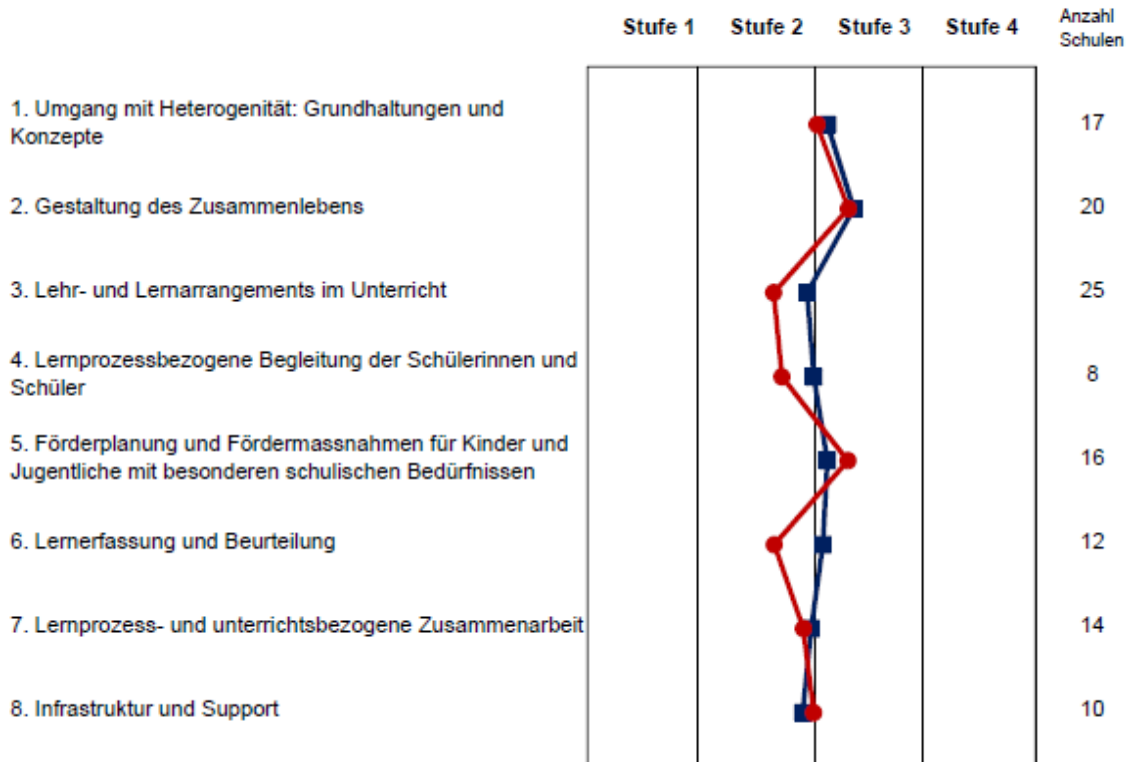 Stufe 1 Stufe 2 Stufe 3 Stufe 4 Anzahl
Schulen
1. Umgang mit Heterogenität: Grundhaltungen und
Konzepte
17
2. Gestaltung des Zusammenlebens
20
3. Lehr- und Lernarrangements im Unterricht
25
4. Lernprozessbezogene Begleitung der Schülerinnen und
Schüler
8
5. Förderplanung und Fördermassnahmen für Kinder und
Jugentliche mit besonderen schulischen Bedürfnissen
16
6. Lernerfassung und Beurteilung
12
7. Lernprozess- und unterrichtsbezogene Zusammenarbeit
14
8. Infrastruktur und Support
10